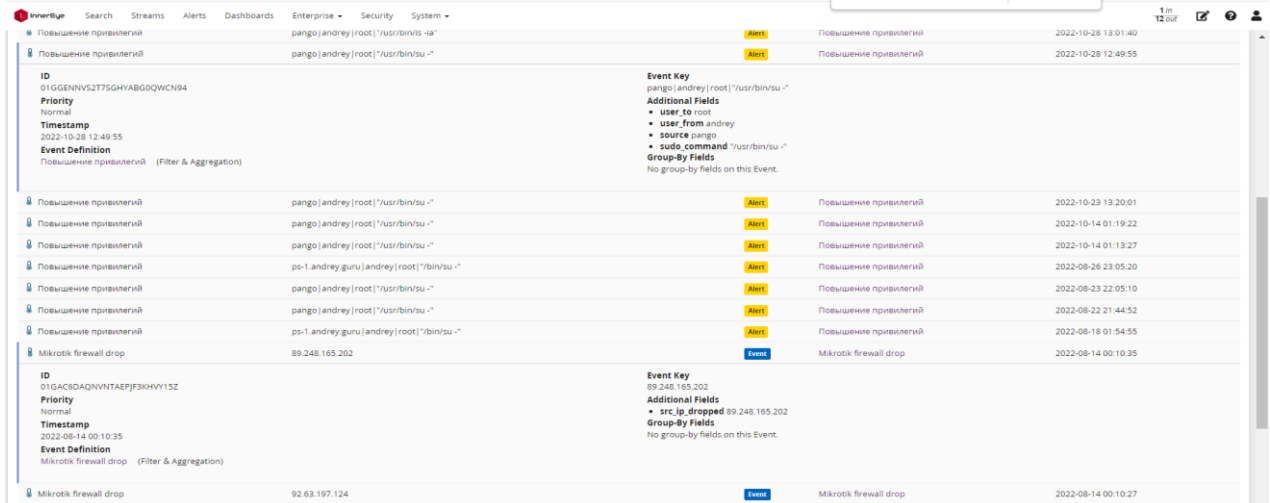 InnerEye Search Streams Alerts Dashboards Enterprise Security System 1 in
12 out
Повышение привилегий pango|andrey|root|"/usr/bin/ls -la" Alert Повышение привилегий 2022-10-28 13:01:40
Повышение привилегий pango|andrey|root|"/usr/bin/su -" Alert Повышение привилегий 2022-10-28 12:49:55
ID
01GGENNVS2T7SGHYABG0QWCN94
Priority
Normal
Timestamp
2022-10-28 12:49:55
Event Definition
Повышение привилегий (Filter & Aggregation)
Event Key
pango|andrey|root|"/usr/bin/su -"
Additional Fields
• user_to root
• user_from andrey
• source pango
• sudo_command "/usr/bin/su -"
Group-By Fields
No group-by fields on this Event.
Повышение привилегий pango|andrey|root|"/usr/bin/su -" Alert Повышение привилегий 2022-10-23 13:20:01
Повышение привилегий pango|andrey|root|"/usr/bin/su -" Alert Повышение привилегий 2022-10-14 01:19:22
Повышение привилегий pango|andrey|root|"/usr/bin/su -" Alert Повышение привилегий 2022-10-14 01:13:27
Повышение привилегий ps-1.andrey.guru|andrey|root|"/bin/su -" Alert Повышение привилегий 2022-08-26 23:05:20
Повышение привилегий pango|andrey|root|"/usr/bin/su -" Alert Повышение привилегий 2022-08-23 22:05:10
Повышение привилегий pango|andrey|root|"/usr/bin/su -" Alert Повышение привилегий 2022-08-22 21:44:52
Повышение привилегий ps-1.andrey.guru|andrey|root|"/bin/su -" Alert Повышение привилегий 2022-08-18 01:54:55
Mikrotik firewall drop 89.248.165.202 Event Mikrotik firewall drop 2022-08-14 00:10:35
ID
01GAC6DAQNVNTAEPJF3KHVY15Z
Priority
Normal
Timestamp
2022-08-14 00:10:35
Event Definition
Mikrotik firewall drop (Filter & Aggregation)
Event Key
89.248.165.202
Additional Fields
• src_ip_dropped 89.248.165.202
Group-By Fields
No group-by fields on this Event.
Mikrotik firewall drop 92.63.197.124 Event Mikrotik firewall drop 2022-08-14 00:10:27